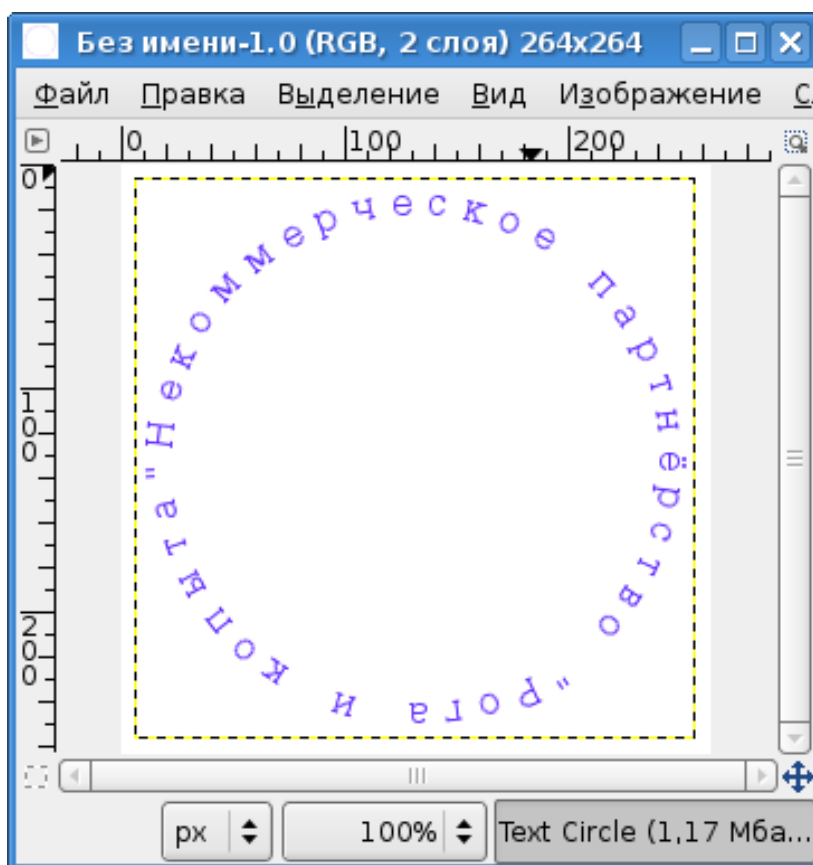 Без имени-1.0 (RGB, 2 слоя) 264x264
Файл Правка Выделение Вид Изображение
0 100 200
0
100
200
Некоммерческое партнёрство "Рога и копыта"
px 100% Text Circle (1,17 Мба...